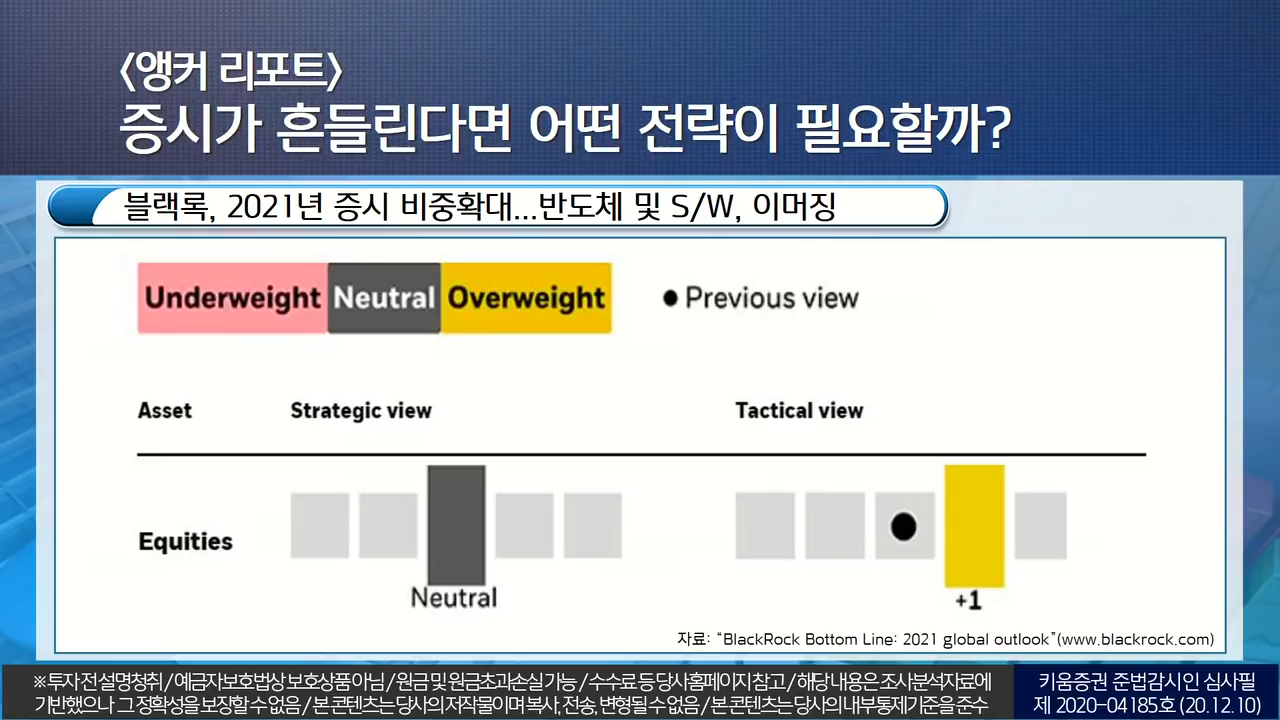 <앵커 리포트>
증시가 흔들린다면 어떤 전략이 필요할까?
블랙록, 2021년 증시 비중확대...반도체 및 S/W, 이머징
Underweight Neutral Overweight ● Previous view
Asset Strategic view Tactical view
Equities
Neutral +1
자료: “BlackRock Bottom Line: 2021 global outlook”(www.blackrock.com)
※ 투자 전 설명청취 / 예금자보호법상 보호상품 아님 / 원금 및 원금초과손실 가능 / 수수료 등 당사홈페이지 참고 / 해당 내용은 조사분석자료에
기반했으나 그 정확성을 보장할 수 없음 / 본 콘텐츠는 당사의 저작물이며 복사, 전송, 변형될 수 없음 / 본 콘텐츠는 당사의 내부통제기준을 준수
키움증권 준법감시인 심사필
제 2020-04185호 (20.12.10)